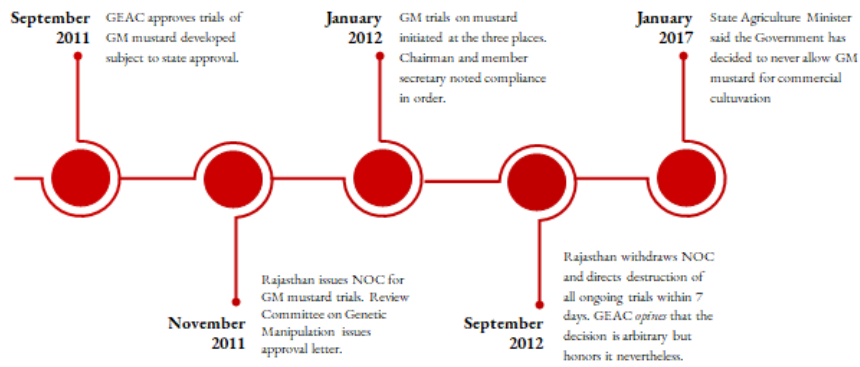 September
2011
GEAC approves trials of
GM mustard developed
subject to state approval.
January
2012
GM trials on mustard
initiated at the three places.
Chairman and member
secretary noted compliance
in order.
January
2017
State Agriculture Minister
said the Government has
decided to never allow GM
mustard for commercial
cultuvation
November
2011
Rajasthan issues NOC for
GM mustard trials. Review
Committee on Genetic
Manipulation issues
approval letter.
September
2012
Rajasthan withdraws NOC
and directs destruction of
all ongoing trials within 7
days. GEAC opines that the
decision is arbitrary but
honors it nevertheless.